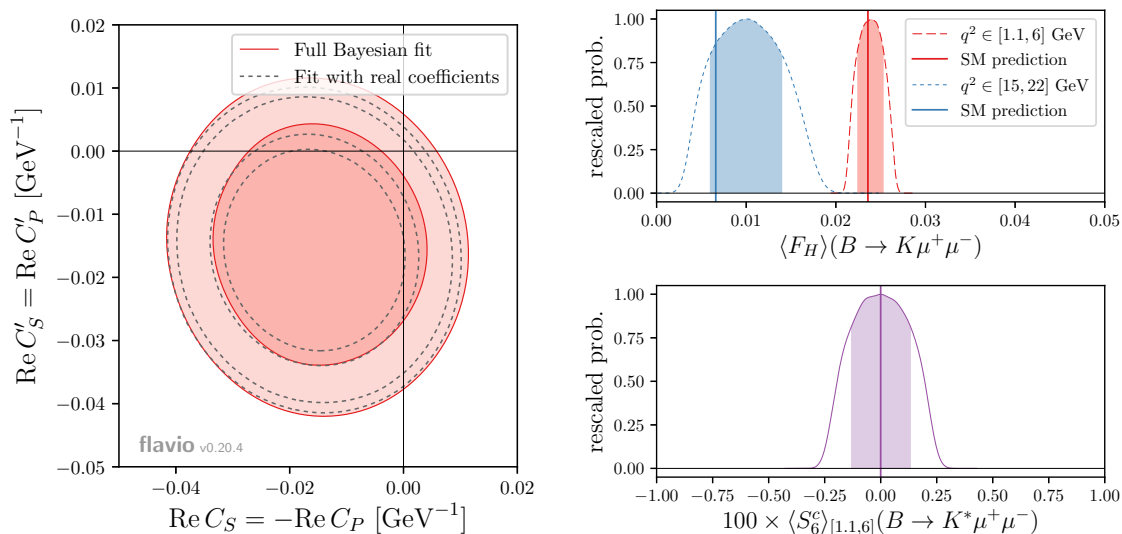 0.02
0.01
0.00
−0.01
−0.02
−0.03
−0.04
−0.05
−0.04
−0.02
0.00
0.02
Re C′_S = Re C′_P [GeV⁻¹]
Re C_S = −Re C_P [GeV⁻¹]
Full Bayesian fit
Fit with real coefficients
flavio v0.20.4
1.00
0.75
0.50
0.25
0.00
rescaled prob.
q² ∈ [1.1, 6] GeV
SM prediction
q² ∈ [15, 22] GeV
SM prediction
0.00
0.01
0.02
0.03
0.04
0.05
⟨F_H⟩(B → Kμ⁺μ⁻)
1.00
0.75
0.50
0.25
0.00
rescaled prob.
−1.00
−0.75
−0.50
−0.25
0.00
0.25
0.50
0.75
1.00
100 × ⟨S₆ᶜ⟩[1.1,6](B → K*μ⁺μ⁻)